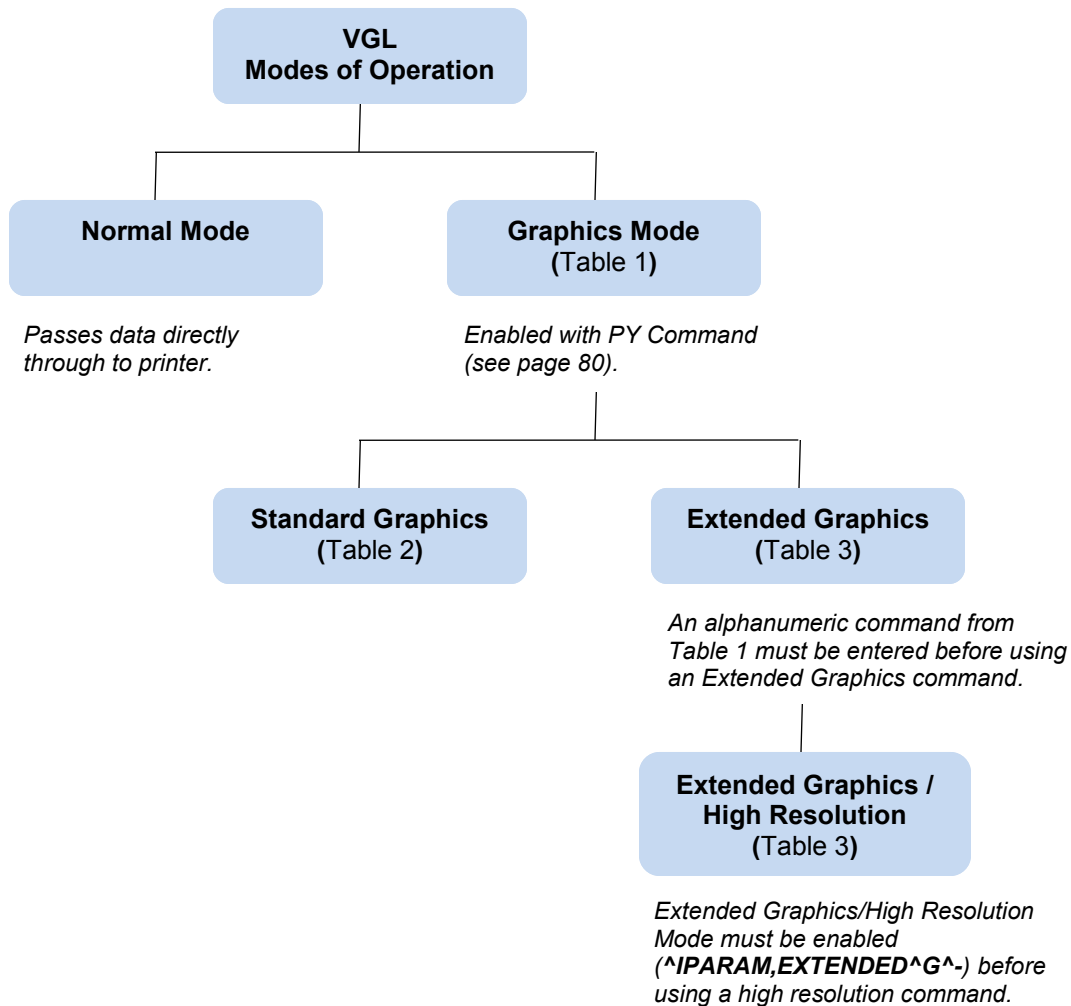 VGL
Modes of Operation
Normal Mode
Passes data directly
through to printer.
Graphics Mode
(Table 1)
Enabled with PY Command
(see page 80).
Standard Graphics
(Table 2)
Extended Graphics
(Table 3)
An alphanumeric command from
Table 1 must be entered before using
an Extended Graphics command.
Extended Graphics /
High Resolution
(Table 3)
Extended Graphics/High Resolution
Mode must be enabled
(^IPARAM,EXTENDED^G^-) before
using a high resolution command.